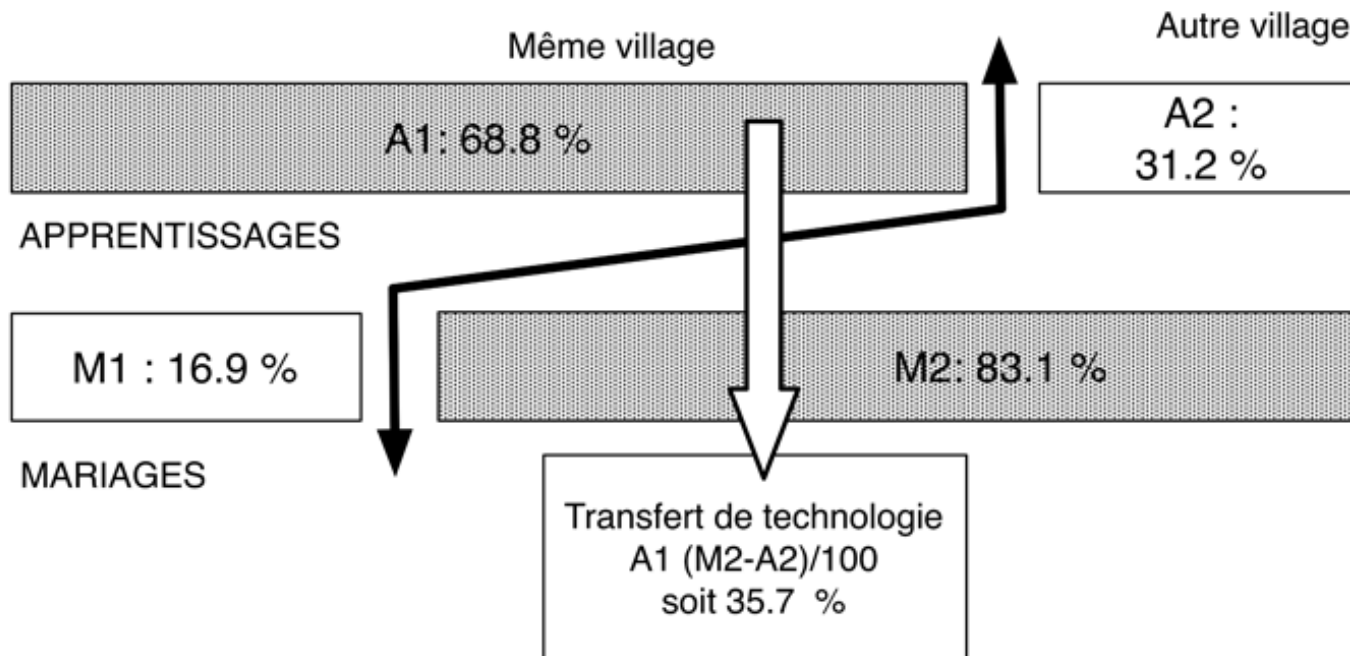 Même village
Autre village
A1: 68.8 %
A2 :
31.2 %
APPRENTISSAGES
M1 : 16.9 %
M2: 83.1 %
MARIAGES
Transfert de technologie
A1 (M2-A2)/100
soit 35.7 %